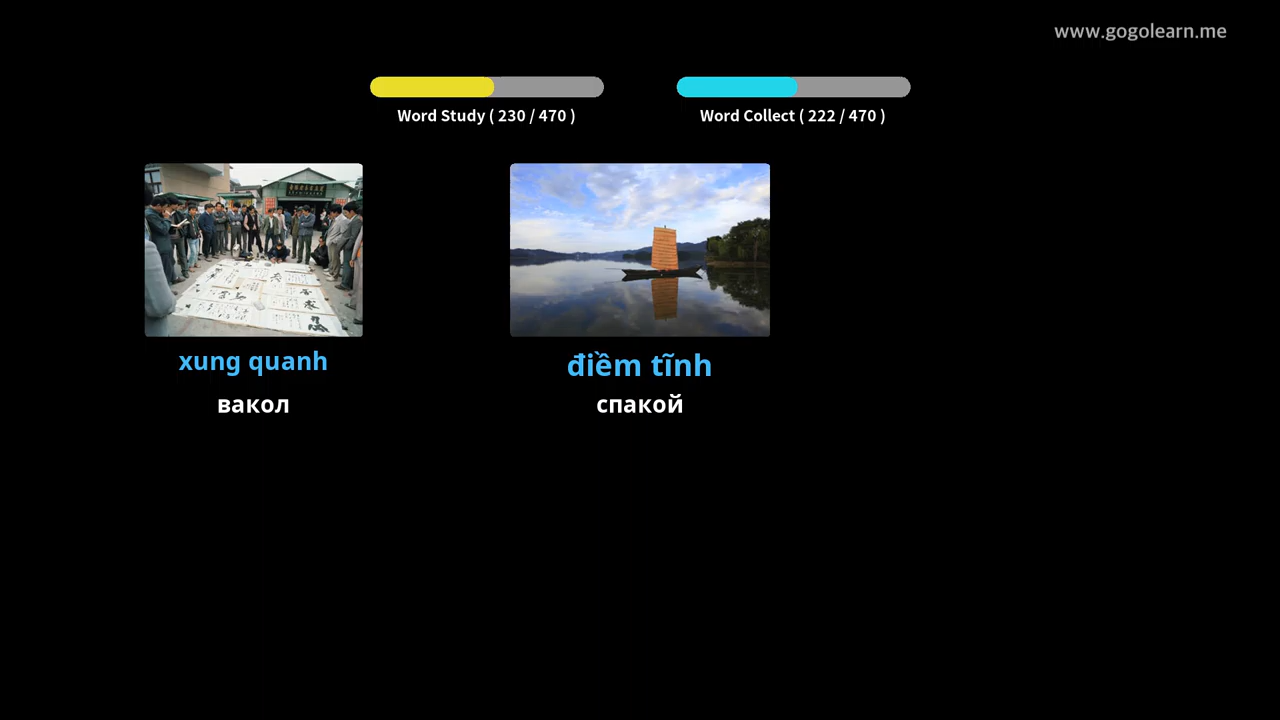 www.gogolearn.me
Word Study ( 230 / 470 )
Word Collect ( 222 / 470 )
xung quanh
điềm tĩnh
вакол
спакой